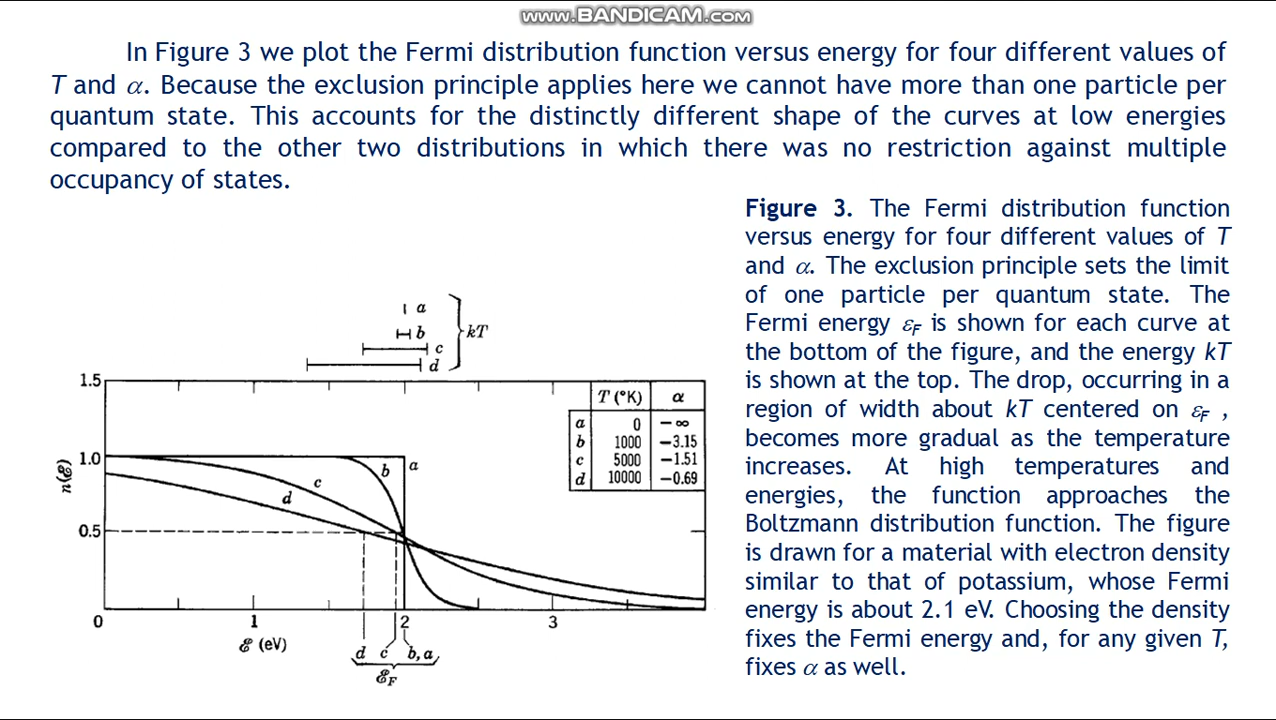 www.BANDICAM.com
In Figure 3 we plot the Fermi distribution function versus energy for four different values of
T and α. Because the exclusion principle applies here we cannot have more than one particle per
quantum state. This accounts for the distinctly different shape of the curves at low energies
compared to the other two distributions in which there was no restriction against multiple
occupancy of states.
Figure 3. The Fermi distribution function
versus energy for four different values of T
and α. The exclusion principle sets the limit
of one particle per quantum state. The
Fermi energy εF is shown for each curve at
the bottom of the figure, and the energy kT
is shown at the top. The drop, occurring in a
region of width about kT centered on εF ,
becomes more gradual as the temperature
increases. At high temperatures and
energies, the function approaches the
Boltzmann distribution function. The figure
is drawn for a material with electron density
similar to that of potassium, whose Fermi
energy is about 2.1 eV. Choosing the density
fixes the Fermi energy and, for any given T,
fixes α as well.
a
b
c
d
kT
1.5
T (°K) α
a 0 −∞
b 1000 −3.15
c 5000 −1.51
d 10000 −0.69
1.0
n(ℰ)
b a
c
d
0.5
0
0 1 2 3
ℰ (eV)
d c b, a
ℰF